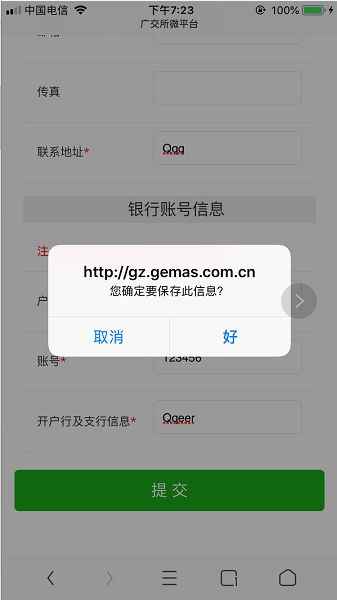 中国电信 下午7:23 100%
广交所微平台
传真
联系地址* Qqq
银行账号信息
注
http://gz.gemas.com.cn
您确定要保存此信息?
户
取消 好
账号* 123456
开户行及支行信息* Qqeer
提交